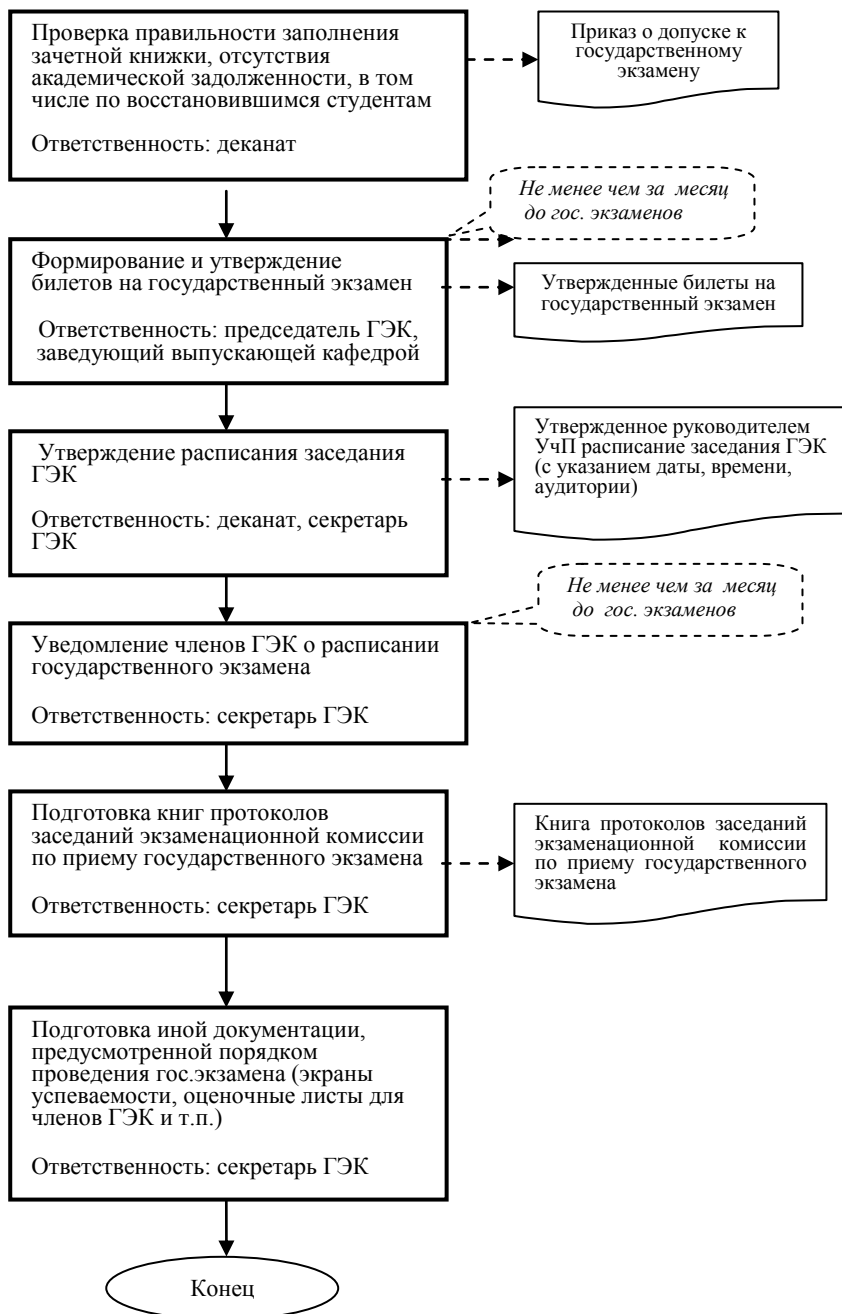 Проверка правильности заполнения
зачетной книжки, отсутствия
академической задолженности, в том
числе по восстановившимся студентам
Ответственность: деканат
Приказ о допуске к
государственному
экзамену
Не менее чем за месяц
до гос. экзаменов
Формирование и утверждение
билетов на государственный экзамен
Ответственность: председатель ГЭК,
заведующий выпускающей кафедрой
Утвержденные билеты на
государственный экзамен
Утверждение расписания заседания
ГЭК
Ответственность: деканат, секретарь
ГЭК
Утвержденное руководителем
УчП расписание заседания ГЭК
(с указанием даты, времени,
аудитории)
Не менее чем за месяц
до гос. экзаменов
Уведомление членов ГЭК о расписании
государственного экзамена
Ответственность: секретарь ГЭК
Подготовка книг протоколов
заседаний экзаменационной комиссии
по приему государственного экзамена
Ответственность: секретарь ГЭК
Книга протоколов заседаний
экзаменационной комиссии
по приему государственного
экзамена
Подготовка иной документации,
предусмотренной порядком
проведения гос.экзамена (экраны
успеваемости, оценочные листы для
членов ГЭК и т.п.)
Ответственность: секретарь ГЭК
Конец